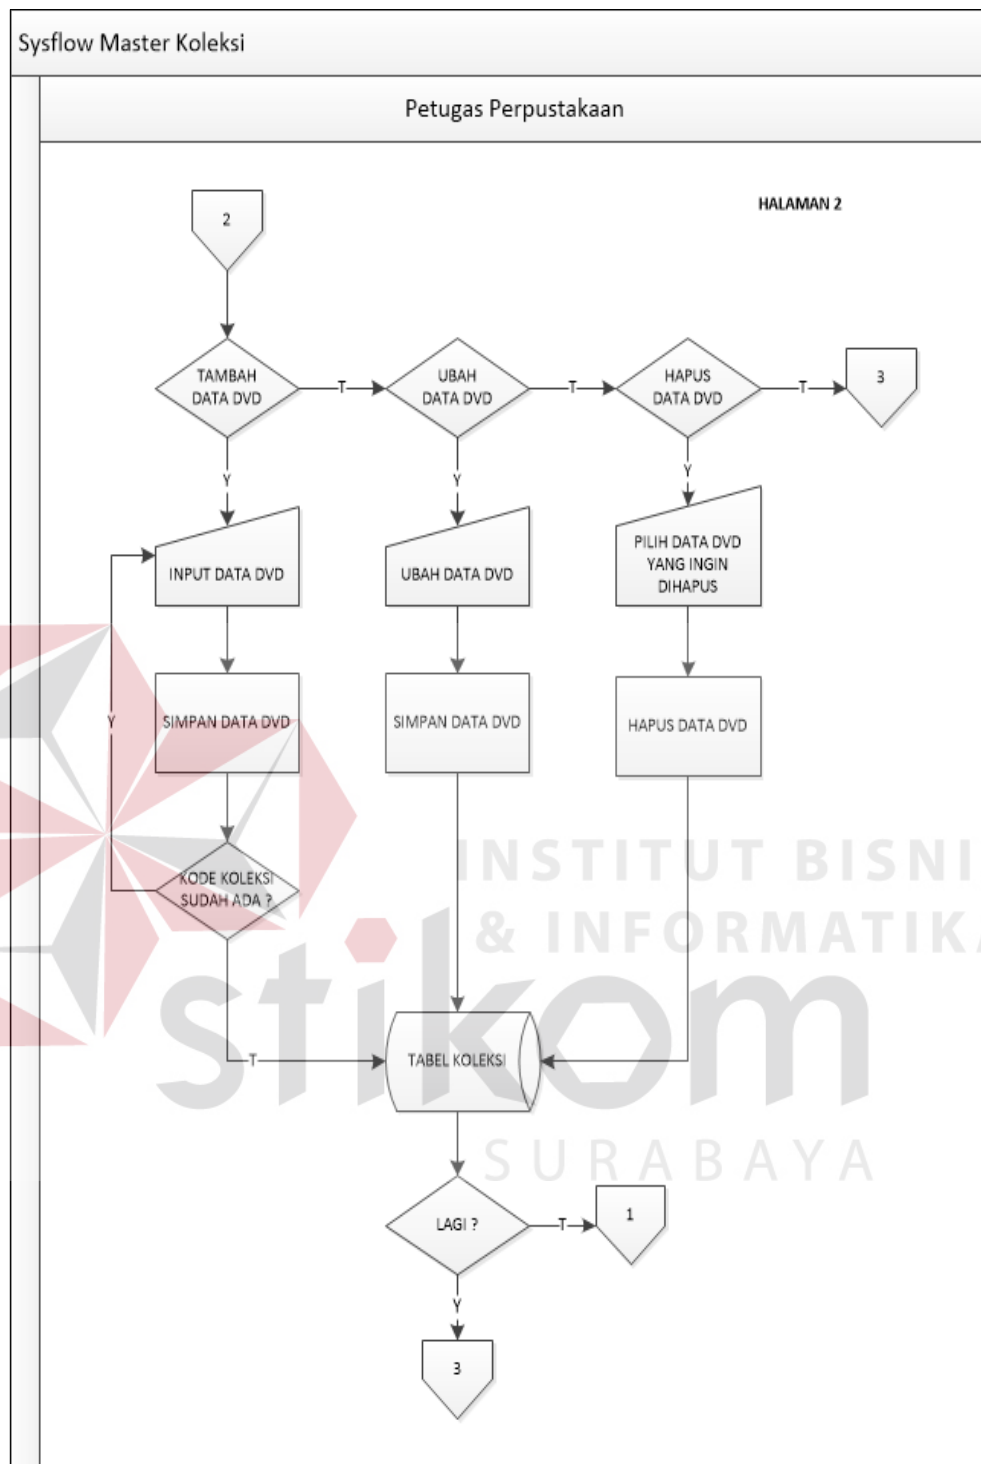 Sysflow Master Koleksi
Petugas Perpustakaan
HALAMAN 2
2
TAMBAH
DATA DVD
T
UBAH
DATA DVD
T
HAPUS
DATA DVD
T
3
Y
Y
Y
INPUT DATA DVD
UBAH DATA DVD
PILIH DATA DVD
YANG INGIN
DIHAPUS
Y
SIMPAN DATA DVD
SIMPAN DATA DVD
HAPUS DATA DVD
KODE KOLEKSI
SUDAH ADA ?
INSTITUT BISNI
& INFORMATIKA
stikom
SURABAYA
T
TABEL KOLEKSI
LAGI ?
T
1
Y
3